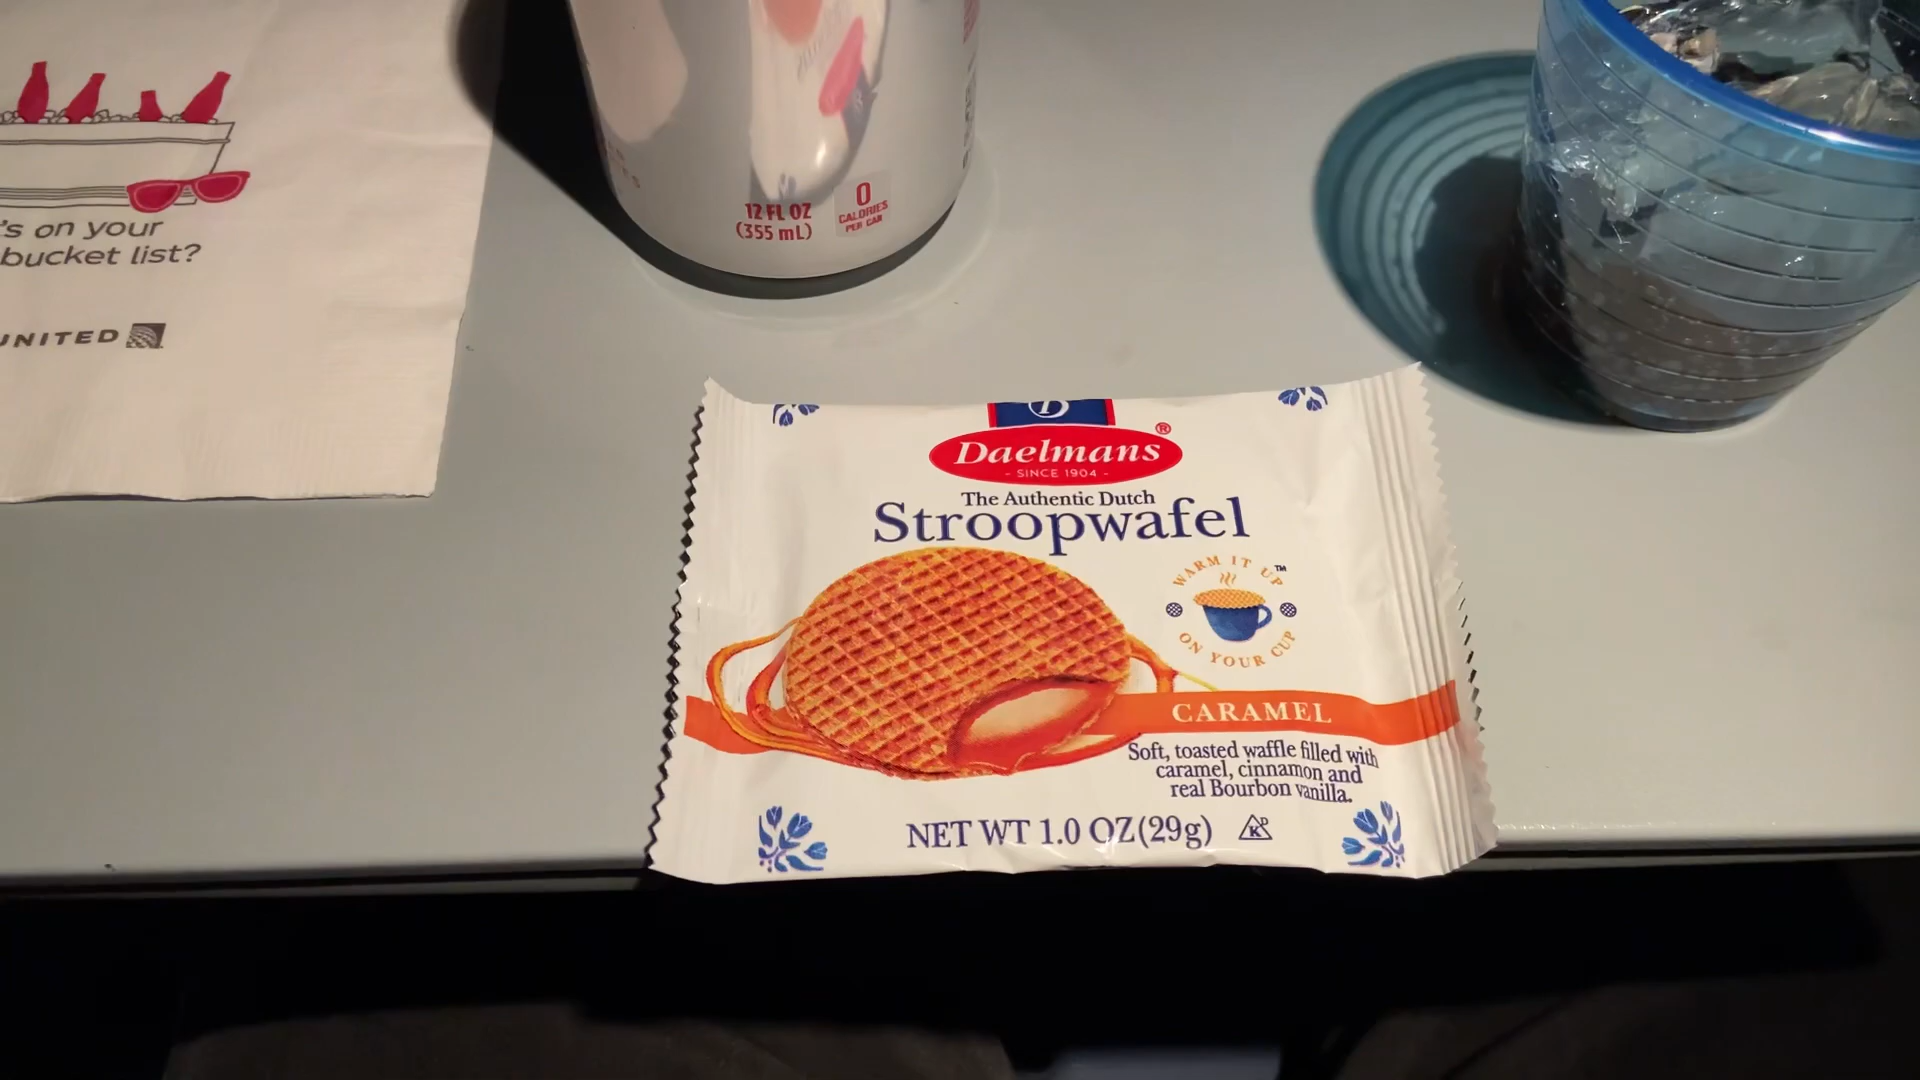 's on your
bucket list?
UNITED
12 FL OZ
(355 mL)
0
CALORIES
PER CAN
Daelmans®
- SINCE 1904 -
The Authentic Dutch
Stroopwafel
WARM IT UP™
ON YOUR CUP
CARAMEL
Soft, toasted waffle filled with
caramel, cinnamon and
real Bourbon vanilla.
NET WT 1.0 OZ(29g)
K D